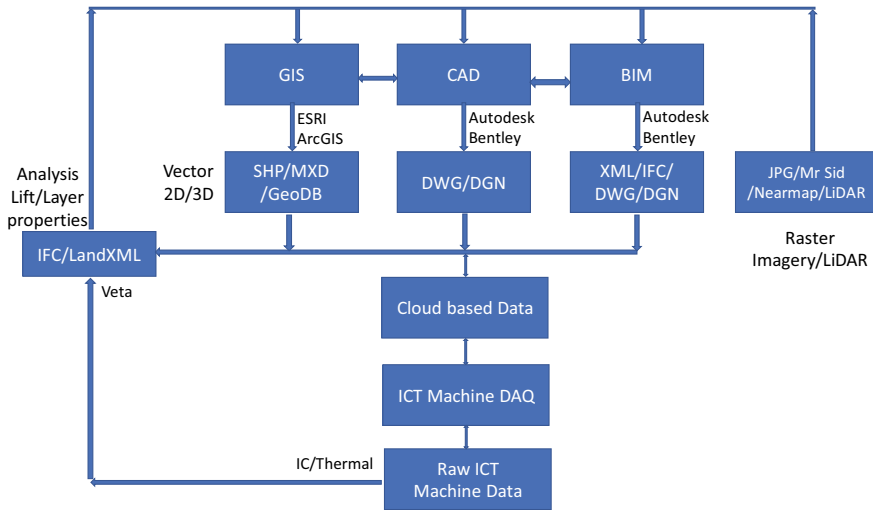 GIS
CAD
BIM
ESRI
ArcGIS
Autodesk
Bentley
Autodesk
Bentley
Analysis
Lift/Layer
properties
Vector
2D/3D
SHP/MXD
/GeoDB
DWG/DGN
XML/IFC/
DWG/DGN
JPG/Mr Sid
/Nearmap/LiDAR
IFC/LandXML
Raster
Imagery/LiDAR
Veta
Cloud based Data
ICT Machine DAQ
IC/Thermal
Raw ICT
Machine Data